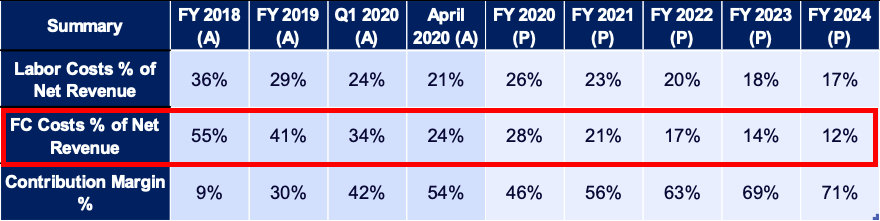 Summary FY 2018 (A) FY 2019 (A) Q1 2020 (A) April 2020 (A) FY 2020 (P) FY 2021 (P) FY 2022 (P) FY 2023 (P) FY 2024 (P)
Labor Costs % of Net Revenue 36% 29% 24% 21% 26% 23% 20% 18% 17%
FC Costs % of Net Revenue 55% 41% 34% 24% 28% 21% 17% 14% 12%
Contribution Margin % 9% 30% 42% 54% 46% 56% 63% 69% 71%